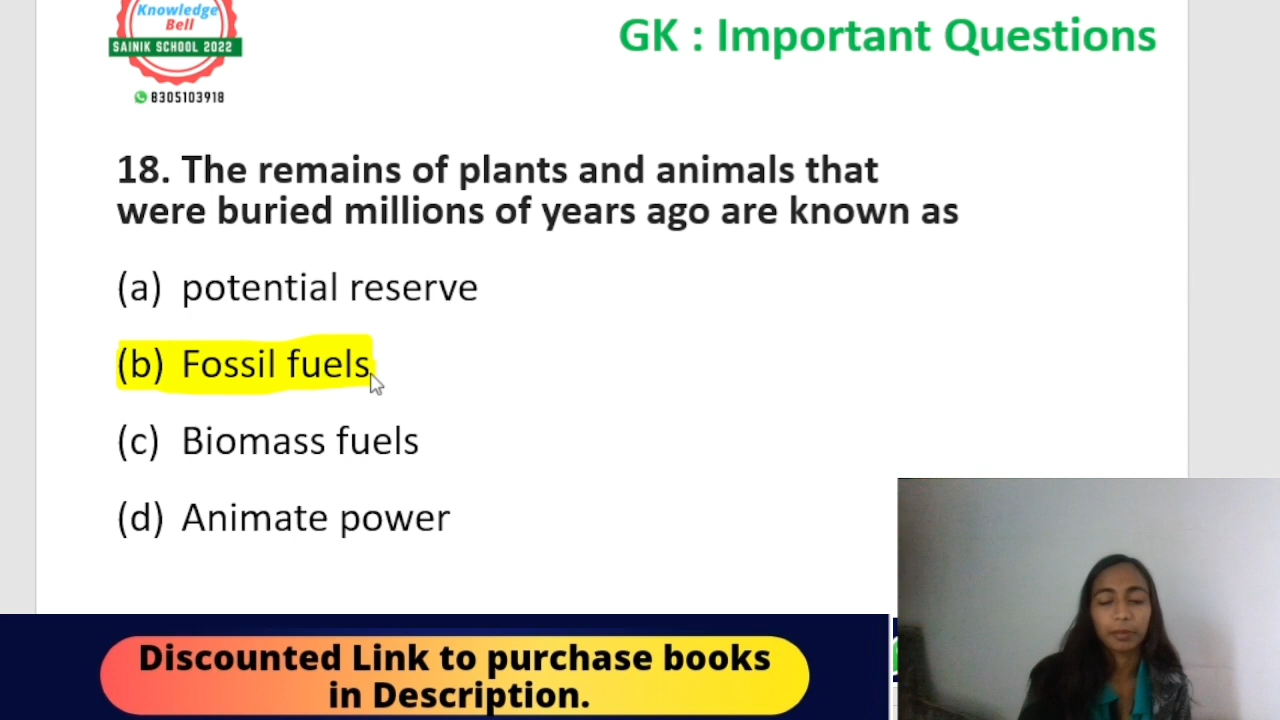 Knowledge
Bell
SAINIK SCHOOL 2022
8305103918
GK : Important Questions
18. The remains of plants and animals that
were buried millions of years ago are known as
(a) potential reserve
(b) Fossil fuels
(c) Biomass fuels
(d) Animate power
Discounted Link to purchase books
in Description.